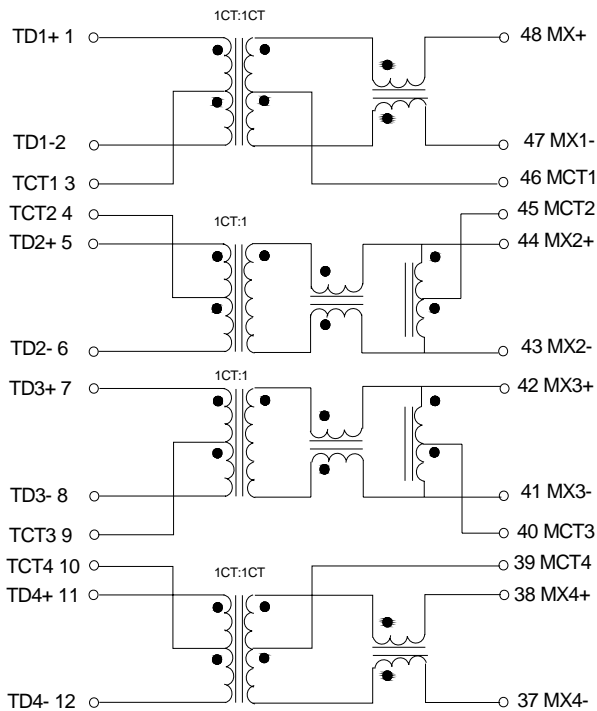 1CT:1CT
TD1+ 1
48 MX+
TD1-2
47 MX1-
TCT1 3
46 MCT1
TCT2 4
45 MCT2
1CT:1
TD2+ 5
44 MX2+
TD2- 6
43 MX2-
1CT:1
TD3+ 7
42 MX3+
TD3- 8
41 MX3-
TCT3 9
40 MCT3
TCT4 10
39 MCT4
1CT:1CT
TD4+ 11
38 MX4+
TD4- 12
37 MX4-